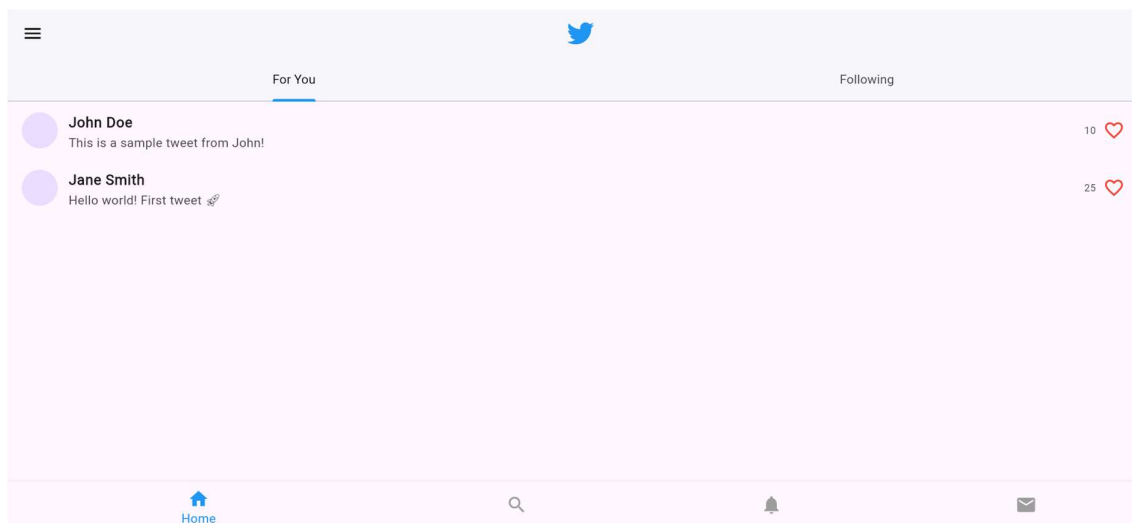 For You
Following
John Doe
This is a sample tweet from John!
10
Jane Smith
Hello world! First tweet 🚀
25
Home